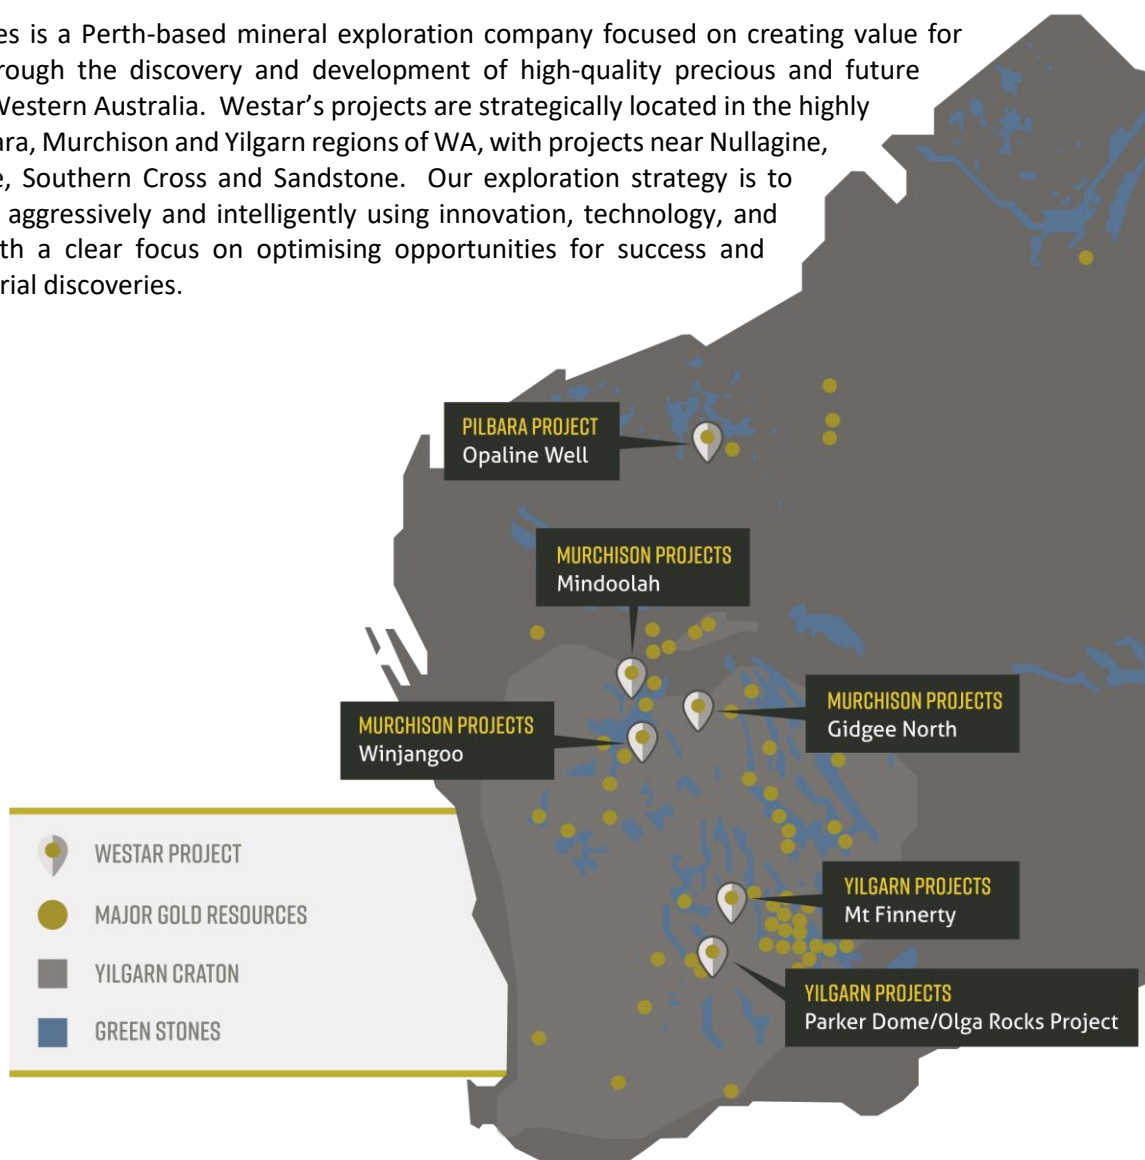 es is a Perth-based mineral exploration company focused on creating value for
rough the discovery and development of high-quality precious and future
Western Australia. Westar's projects are strategically located in the highly
ara, Murchison and Yilgarn regions of WA, with projects near Nullagine,
e, Southern Cross and Sandstone. Our exploration strategy is to
aggressively and intelligently using innovation, technology, and
th a clear focus on optimising opportunities for success and
rial discoveries.
PILBARA PROJECT
Opaline Well
MURCHISON PROJECTS
Mindoolah
MURCHISON PROJECTS
Gidgee North
MURCHISON PROJECTS
Winjangoo
WESTAR PROJECT
MAJOR GOLD RESOURCES
YILGARN CRATON
GREEN STONES
YILGARN PROJECTS
Mt Finnerty
YILGARN PROJECTS
Parker Dome/Olga Rocks Project